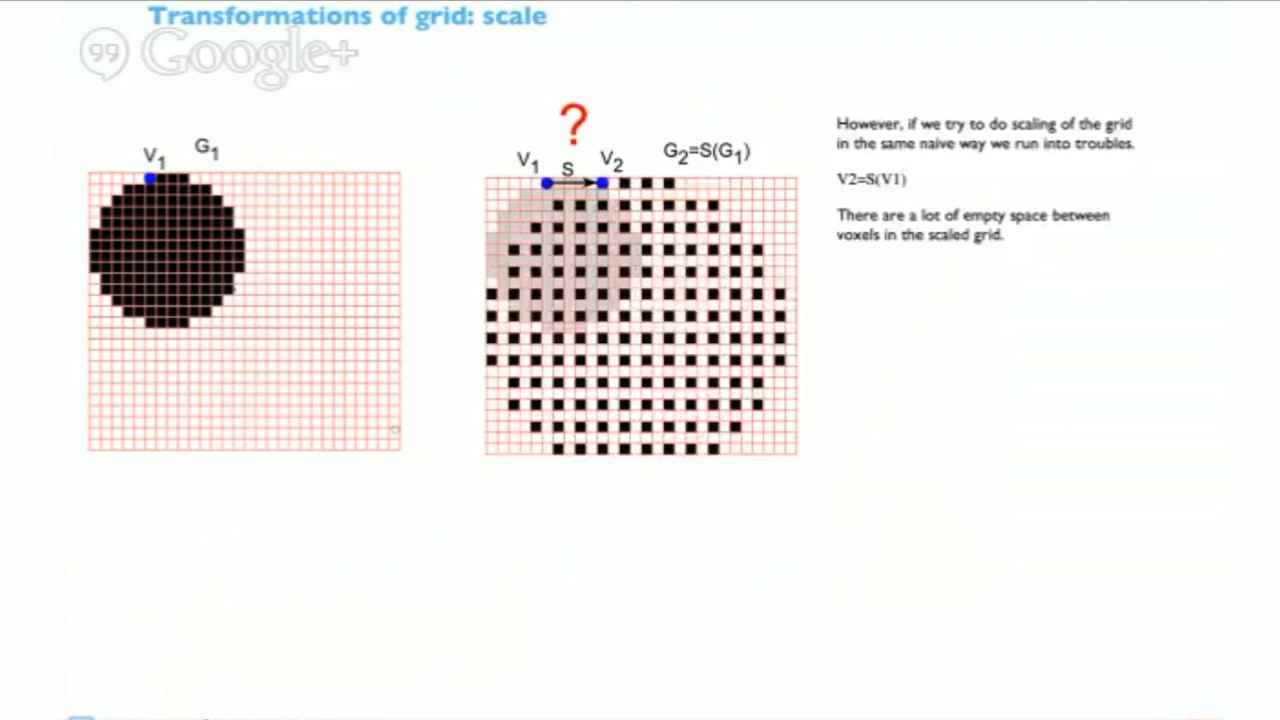 Transformations of grid: scale
Google+
?
V1 G1
V1 S V2 G2=S(G1)
However, if we try to do scaling of the grid
in the same naive way we run into troubles.
V2=S(V1)
There are a lot of empty space between
voxels in the scaled grid.